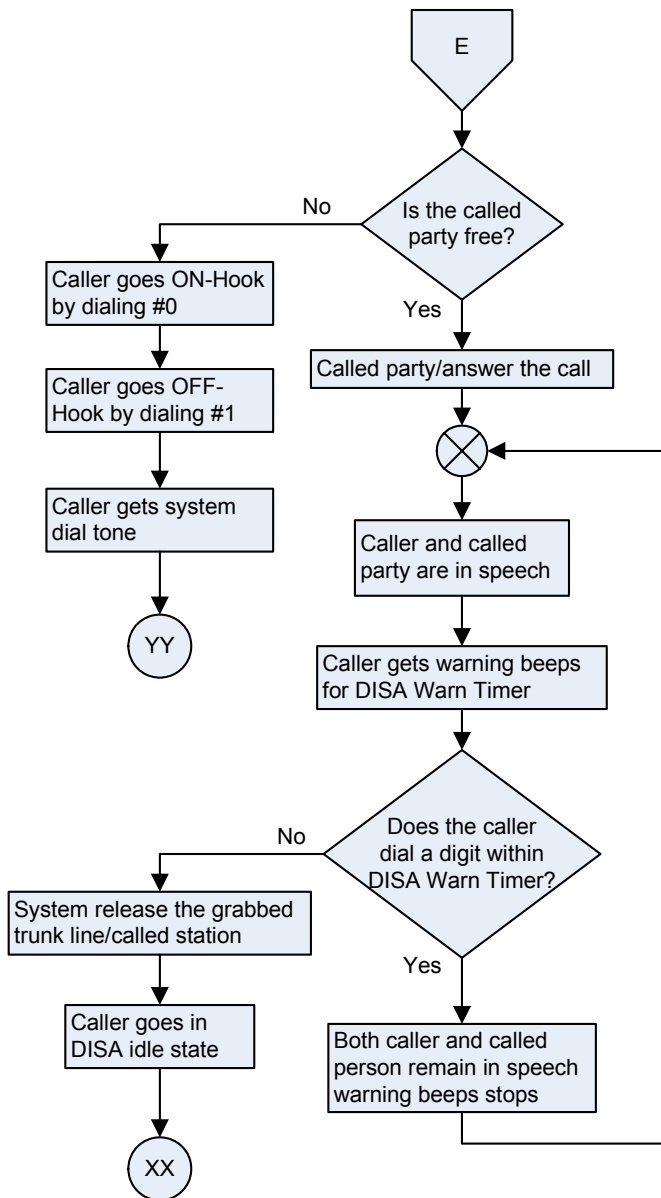 E
Is the called
party free?
No
Yes
Caller goes ON-Hook
by dialing #0
Caller goes OFF-
Hook by dialing #1
Caller gets system
dial tone
YY
Called party/answer the call
Caller and called
party are in speech
Caller gets warning beeps
for DISA Warn Timer
Does the caller
dial a digit within
DISA Warn Timer?
No
Yes
System release the grabbed
trunk line/called station
Caller goes in
DISA idle state
XX
Both caller and called
person remain in speech
warning beeps stops